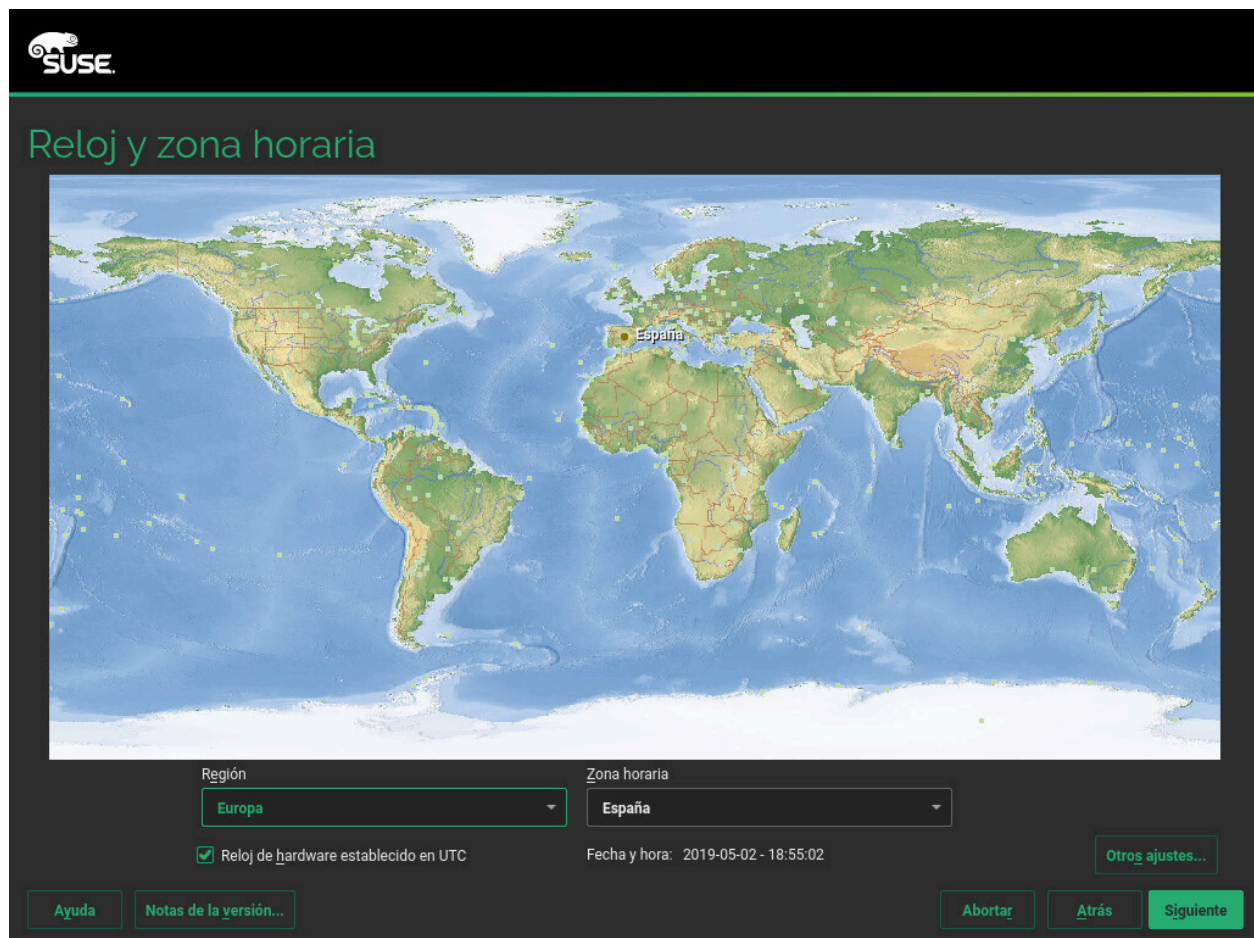 SUSE.
Reloj y zona horaria
España
Región
Zona horaria
Europa
España
Reloj de hardware establecido en UTC
Fecha y hora: 2019-05-02 - 18:55:02
Otros ajustes...
Ayuda
Notas de la versión...
Abortar
Atrás
Siguiente